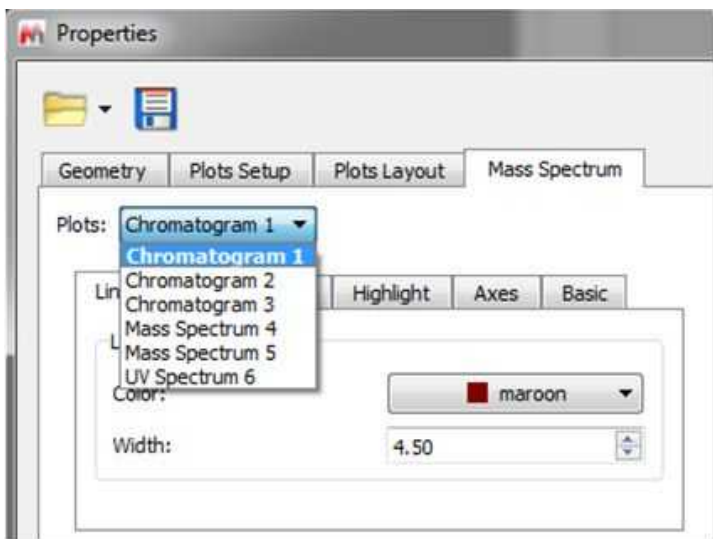 Properties
Geometry Plots Setup Plots Layout Mass Spectrum
Plots: Chromatogram 1
Chromatogram 1
Chromatogram 2
Chromatogram 3
Mass Spectrum 4
Mass Spectrum 5
UV Spectrum 6
Highlight Axes Basic
Color: maroon
Width: 4.50